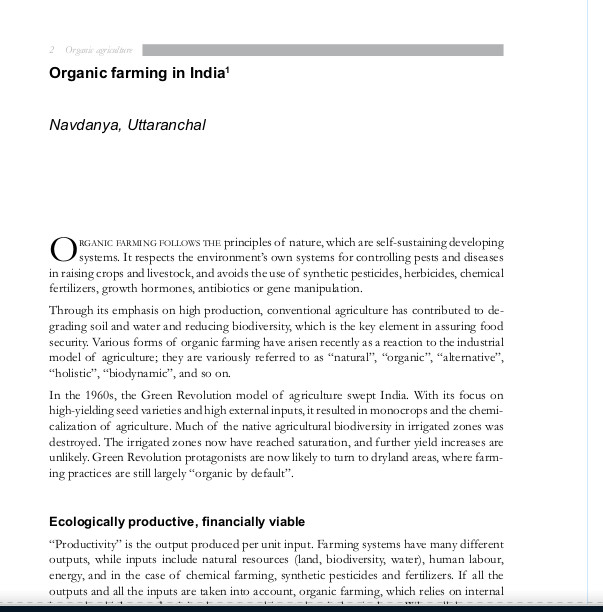 2 Organic agriculture
Organic farming in India¹
Navdanya, Uttaranchal
ORGANIC FARMING FOLLOWS THE principles of nature, which are self-sustaining developing
systems. It respects the environment's own systems for controlling pests and diseases
in raising crops and livestock, and avoids the use of synthetic pesticides, herbicides, chemical
fertilizers, growth hormones, antibiotics or gene manipulation.
Through its emphasis on high production, conventional agriculture has contributed to de-
grading soil and water and reducing biodiversity, which is the key element in assuring food
security. Various forms of organic farming have arisen recently as a reaction to the industrial
model of agriculture; they are variously referred to as “natural”, “organic”, “alternative”,
“holistic”, “biodynamic”, and so on.
In the 1960s, the Green Revolution model of agriculture swept India. With its focus on
high-yielding seed varieties and high external inputs, it resulted in monocrops and the chemi-
calization of agriculture. Much of the native agricultural biodiversity in irrigated zones was
destroyed. The irrigated zones now have reached saturation, and further yield increases are
unlikely. Green Revolution protagonists are now likely to turn to dryland areas, where farm-
ing practices are still largely “organic by default”.
Ecologically productive, financially viable
“Productivity” is the output produced per unit input. Farming systems have many different
outputs, while inputs include natural resources (land, biodiversity, water), human labour,
energy, and in the case of chemical farming, synthetic pesticides and fertilizers. If all the
outputs and all the inputs are taken into account, organic farming, which relies on internal